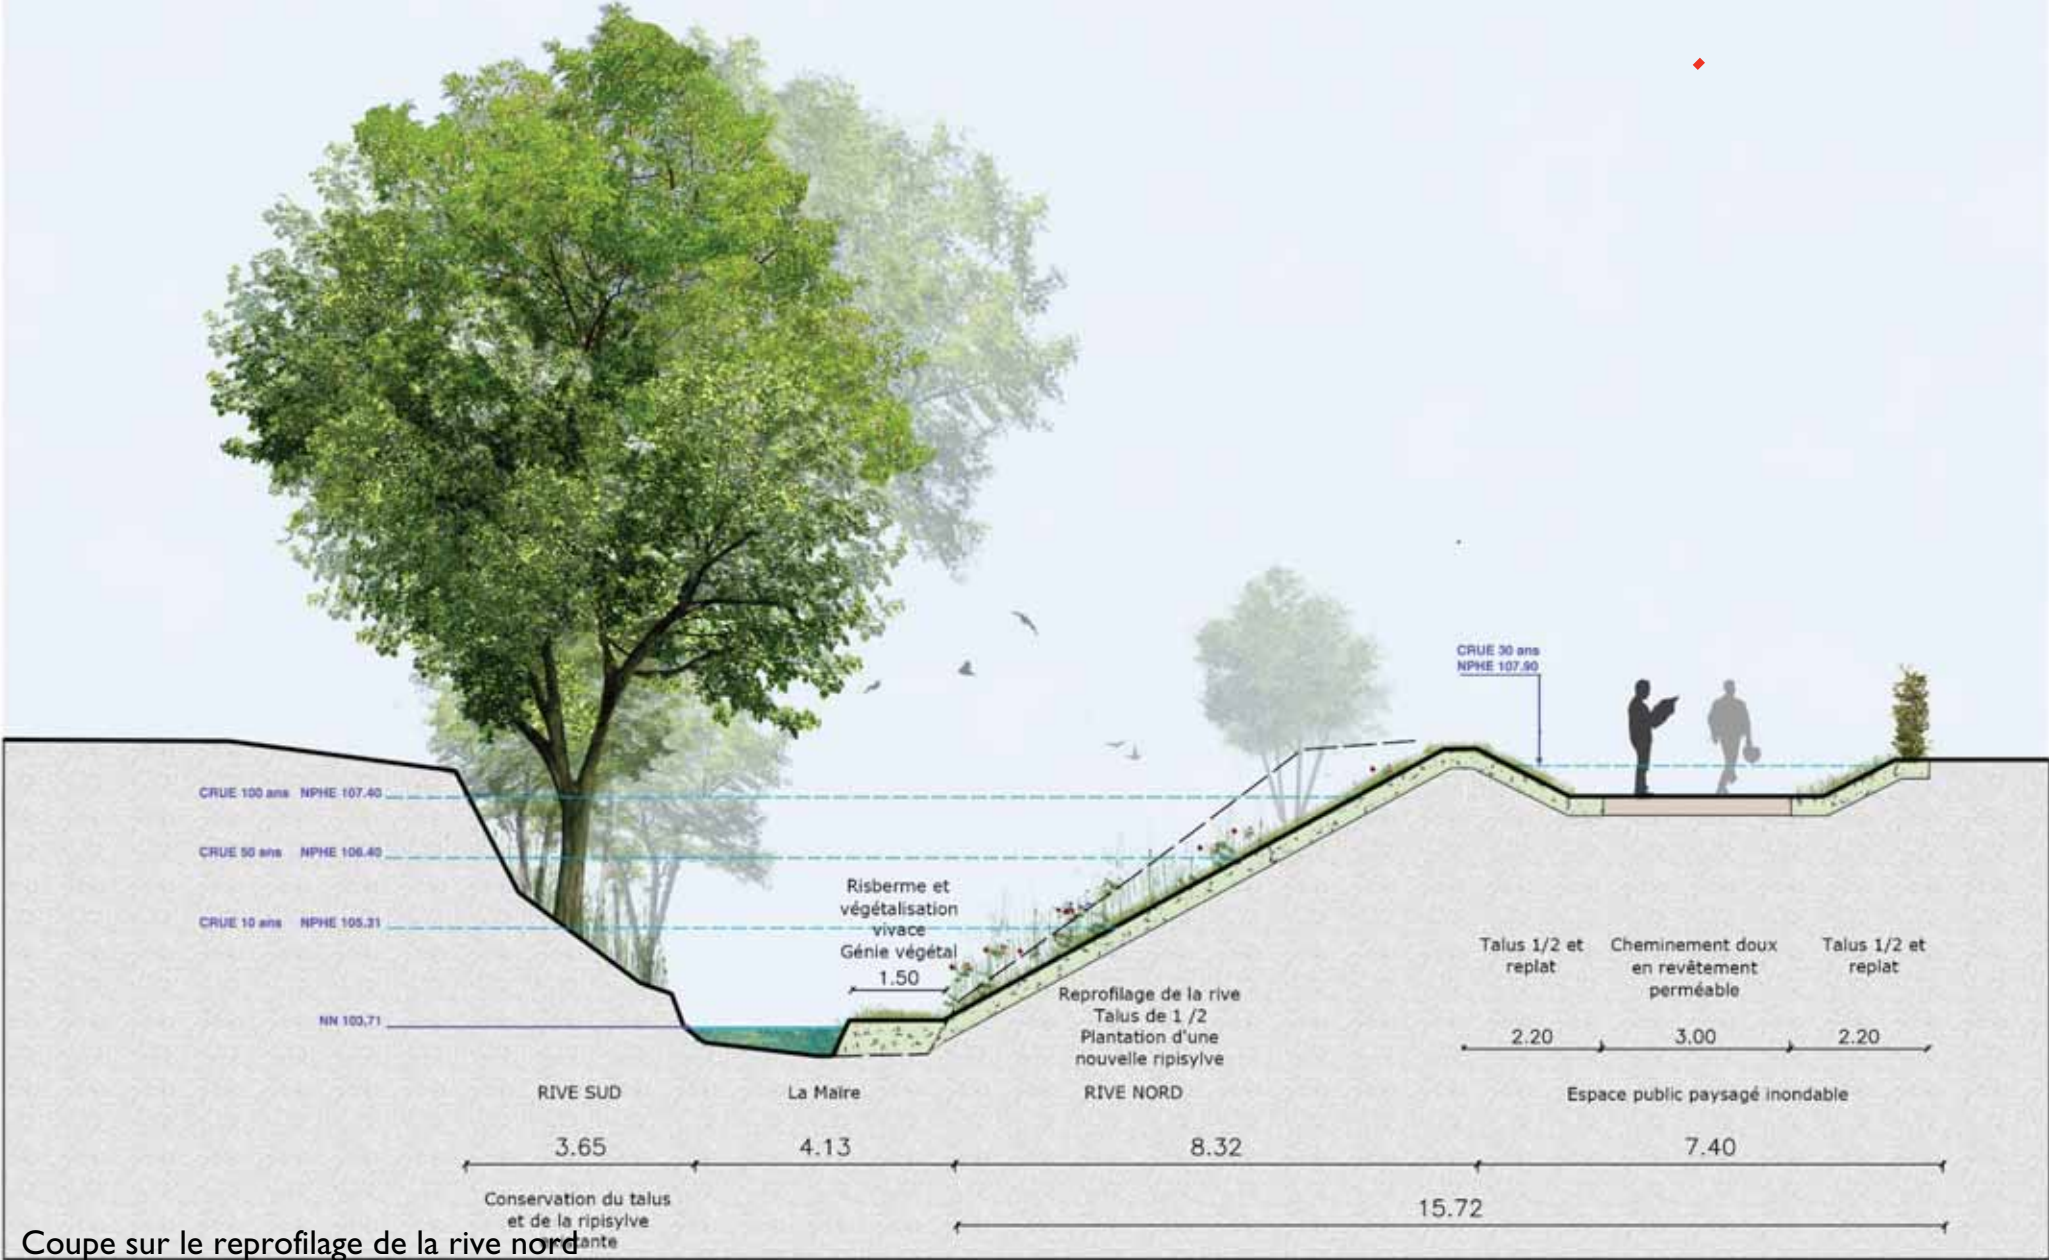 CRUE 30 ans
NPHE 107.90
CRUE 100 ans NPHE 107.40
CRUE 50 ans NPHE 106.40
CRUE 10 ans NPHE 105.31
NN 103,71
Risberme et
végétalisation
vivace
Génie végétal
1.50
Reprofilage de la rive
Talus de 1 /2
Plantation d'une
nouvelle ripisylve
Talus 1/2 et
replat
Cheminement doux
en revêtement
perméable
Talus 1/2 et
replat
2.20
3.00
2.20
RIVE SUD
La Maïre
RIVE NORD
Espace public paysagé inondable
3.65
4.13
8.32
7.40
Conservation du talus
et de la ripisylve
existante
15.72
Coupe sur le reprofilage de la rive nord